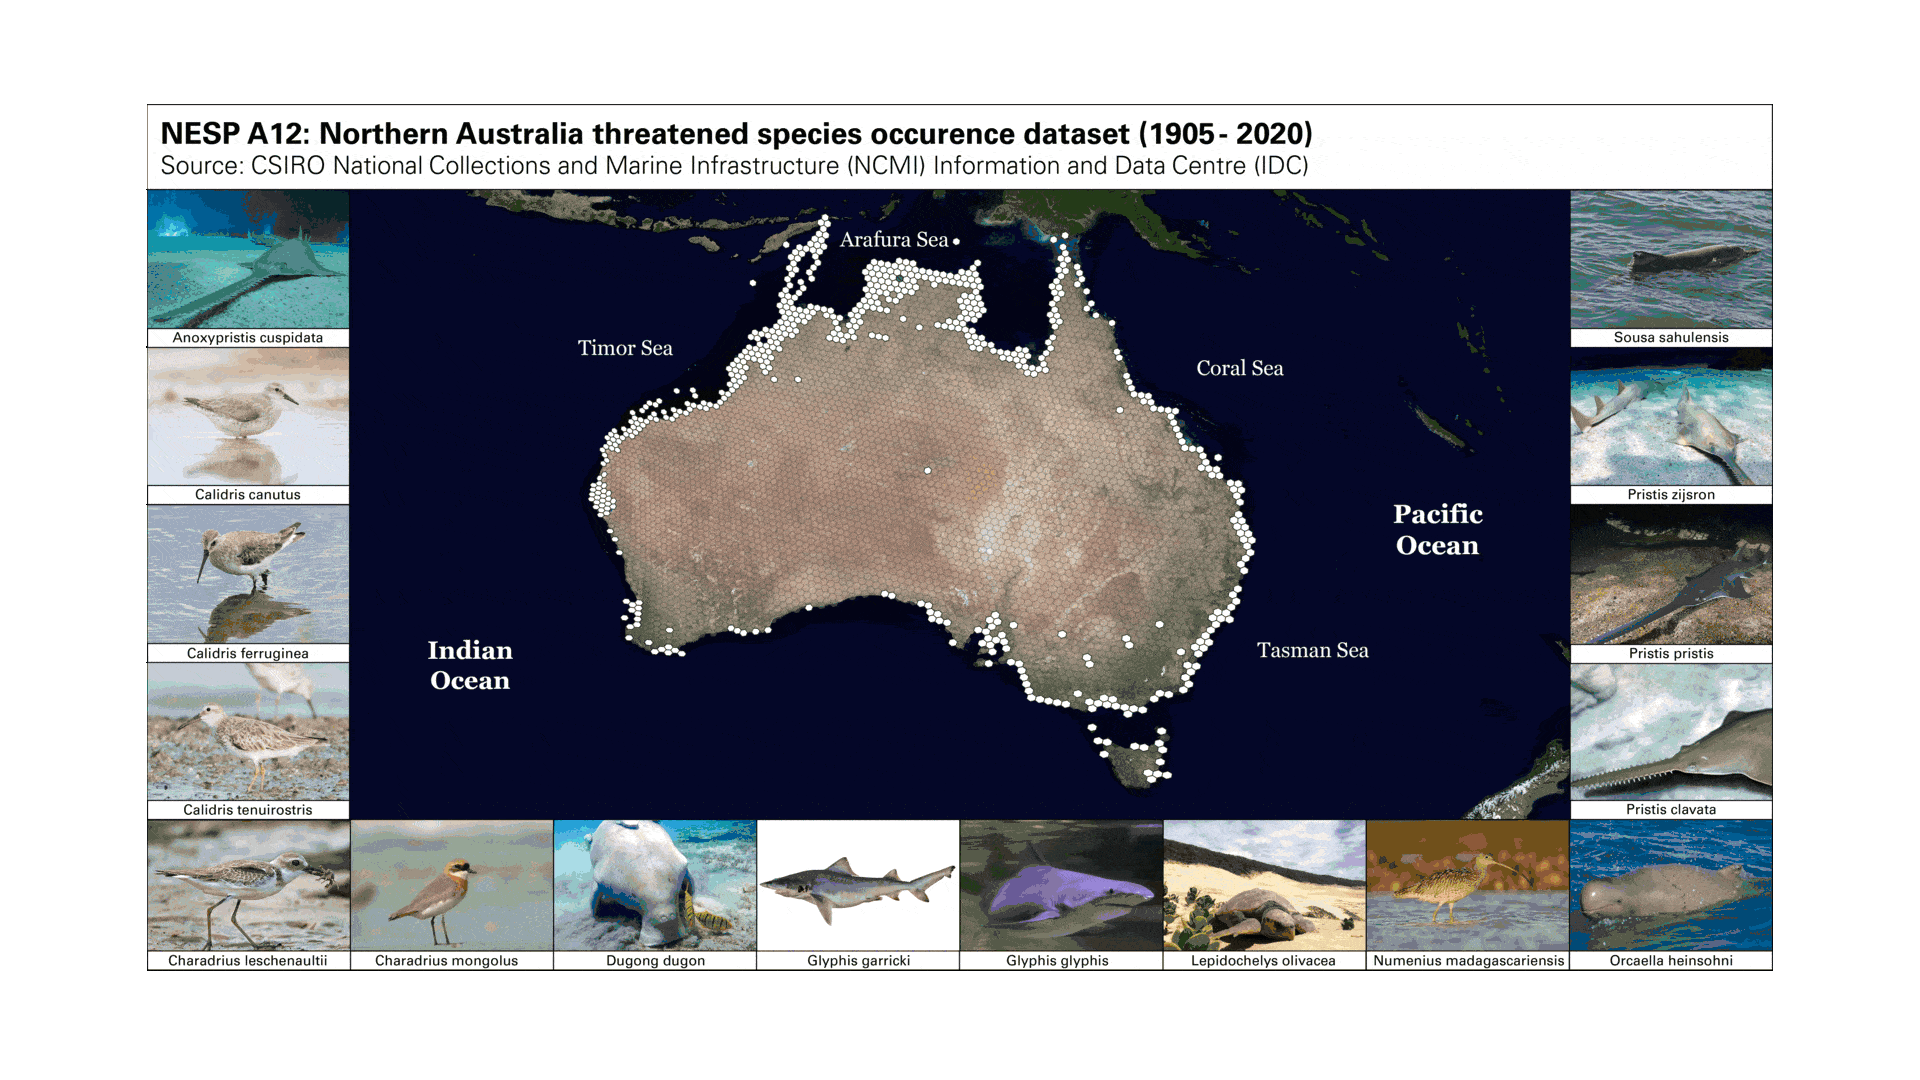 NESP A12: Northern Australia threatened species occurence dataset (1905 - 2020)
Source: CSIRO National Collections and Marine Infrastructure (NCMI) Information and Data Centre (IDC)
Anoxypristis cuspidata
Calidris canutus
Calidris ferruginea
Calidris tenuirostris
Arafura Sea
Timor Sea
Coral Sea
Pacific
Ocean
Indian
Ocean
Tasman Sea
Sousa sahulensis
Pristis zijsron
Pristis pristis
Pristis clavata
Charadrius leschenaultii
Charadrius mongolus
Dugong dugon
Glyphis garricki
Glyphis glyphis
Lepidochelys olivacea
Numenius madagascariensis
Orcaella heinsohni